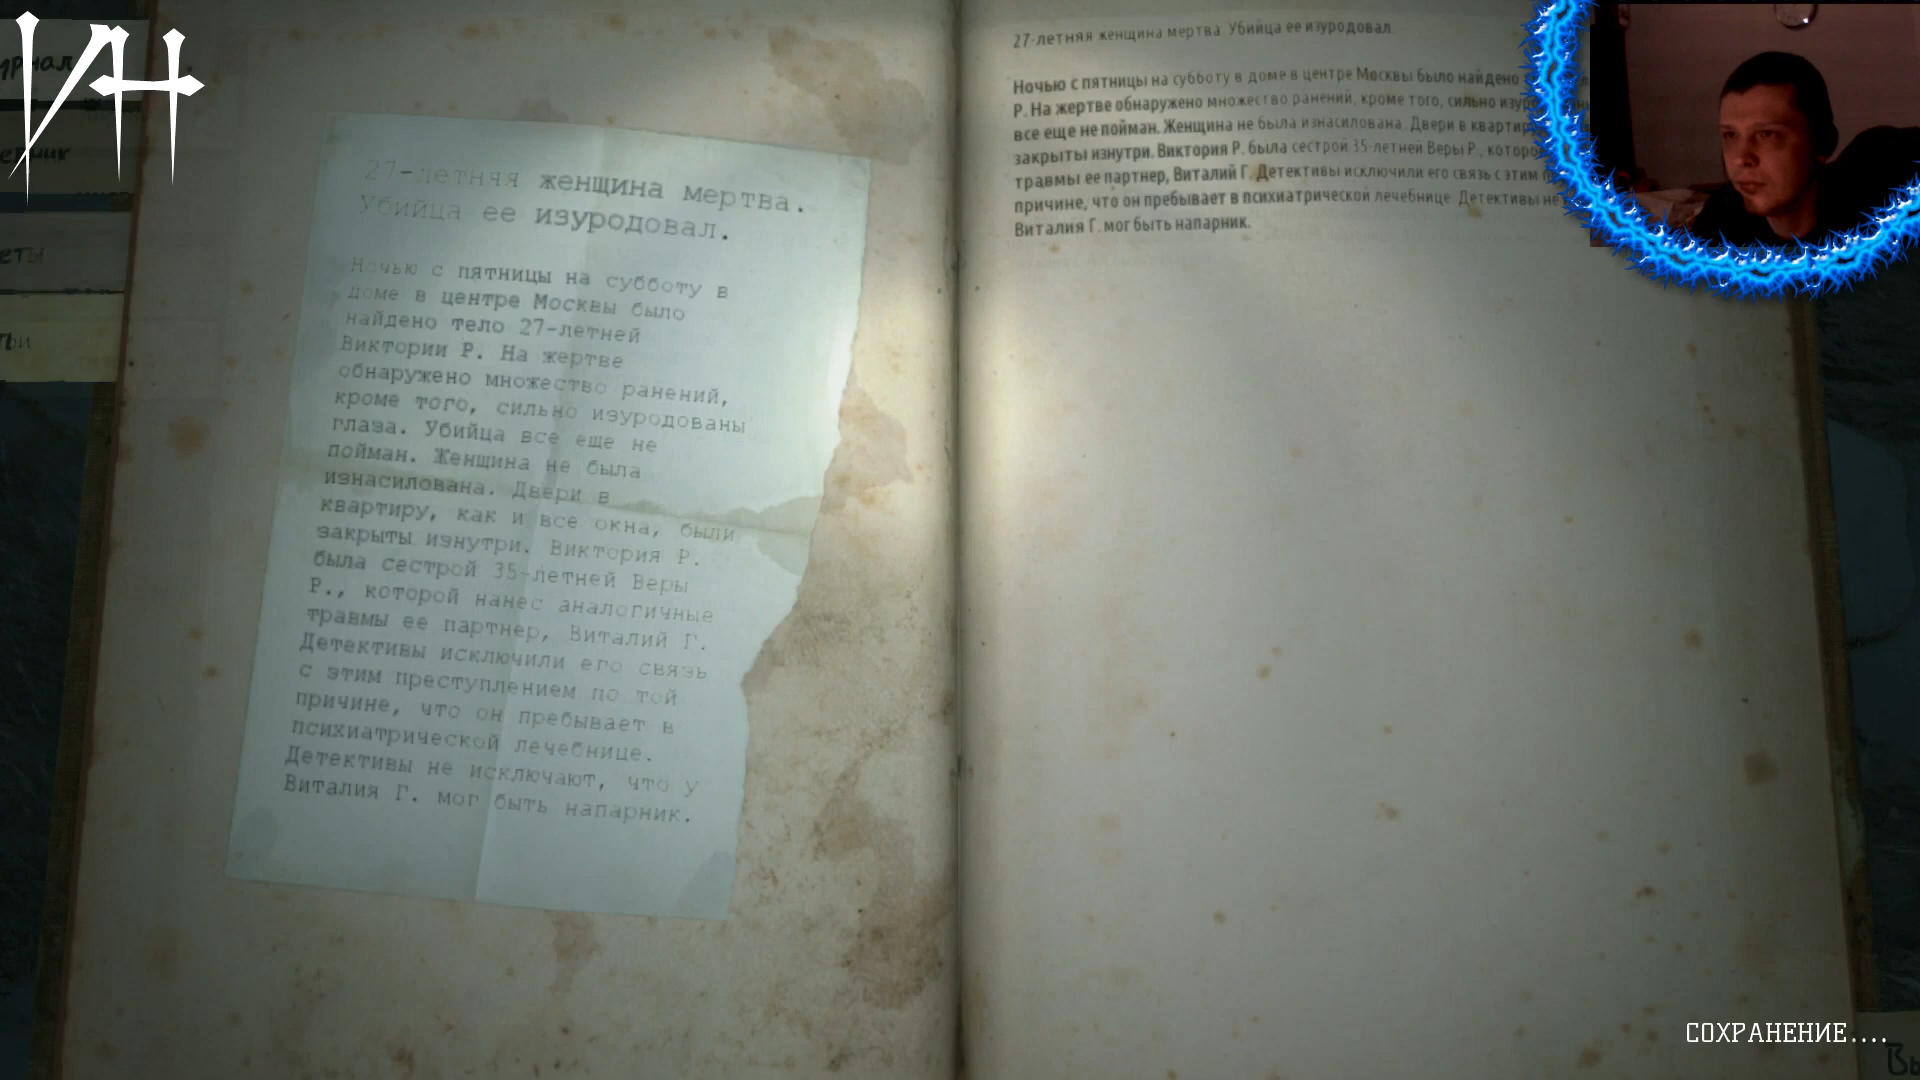 УН
27-летняя женщина мертва.
Убийца ее изуродовал.
Ночью с пятницы на субботу в
доме в центре Москвы было
найдено тело 27-летней
Виктории Р. На жертве
обнаружено множество ранений,
кроме того, сильно изуродованы
глаза. Убийца все еще не
пойман. Женщина не была
изнасилована. Двери в
квартиру, как и все окна, были
закрыты изнутри. Виктория Р.
была сестрой 35-летней Веры
Р., которой нанес аналогичные
травмы ее партнер, Виталий Г.
Детективы исключили его связь
с этим преступлением по той
причине, что он пребывает в
психиатрической лечебнице.
Детективы не исключают, что у
Виталия Г. мог быть напарник.
27-летняя женщина мертва. Убийца ее изуродовал.
Ночью с пятницы на субботу в доме в центре Москвы было найдено
Р. На жертве обнаружено множество ранений, кроме того, сильно
все еще не пойман. Женщина не была изнасилована. Двери в
закрыты изнутри. Виктория Р. была сестрой 35-летней Веры Р.,
травмы ее партнер, Виталий Г. Детективы исключили его связь с этим
причине, что он пребывает в психиатрической лечебнице. Детективы не
Виталия Г. мог быть напарник.
СОХРАНЕНИЕ....